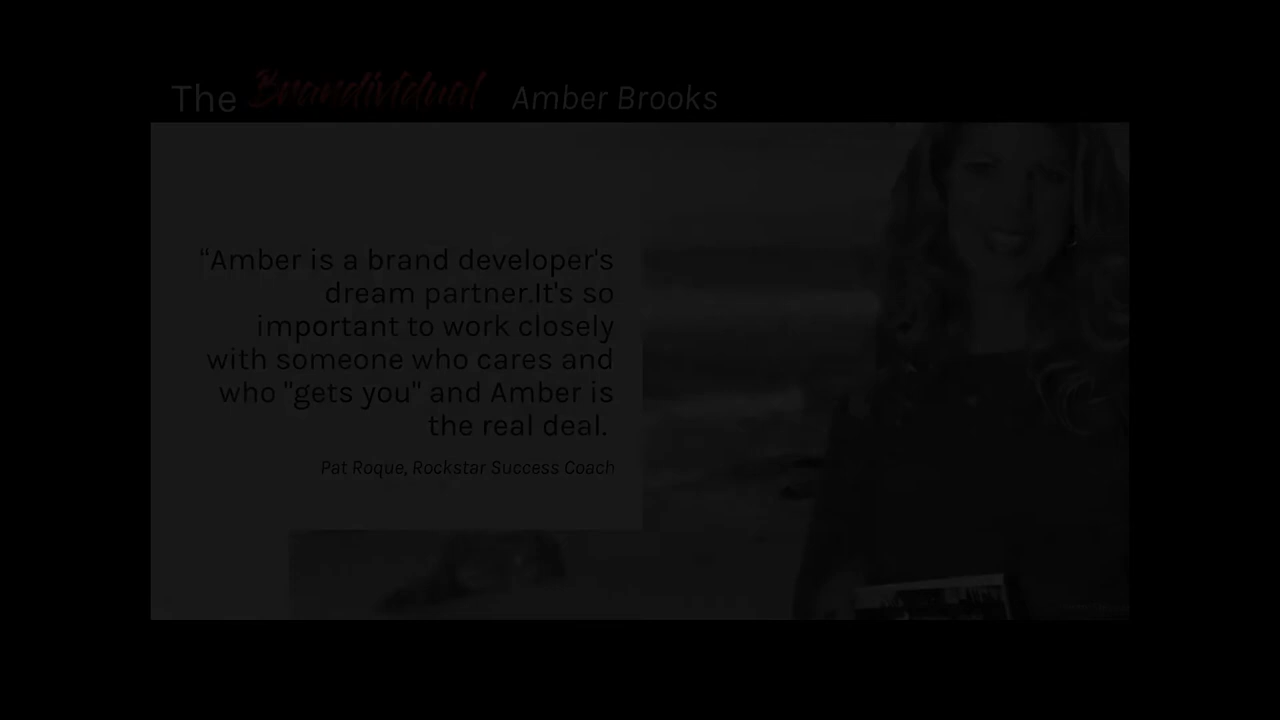 The Brandividual Amber Brooks
“Amber is a brand developer's
dream partner.It's so
important to work closely
with someone who cares and
who "gets you" and Amber is
the real deal.
Pat Roque, Rockstar Success Coach